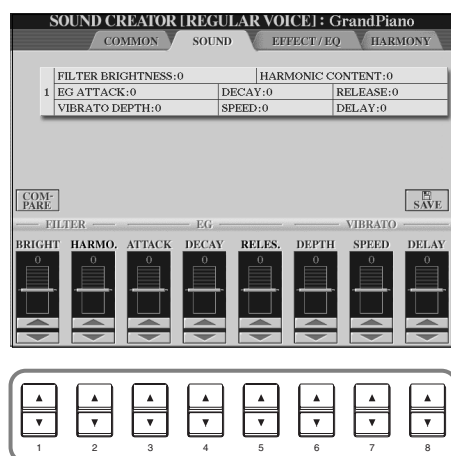 SOUND CREATOR [REGULAR VOICE] : GrandPiano
COMMON SOUND EFFECT / EQ HARMONY
FILTER BRIGHTNESS:0 HARMONIC CONTENT:0
1 EG ATTACK:0 DECAY:0 RELEASE:0
VIBRATO DEPTH:0 SPEED:0 DELAY:0
COM-
PARE
SAVE
FILTER EG VIBRATO
BRIGHT HARMO. ATTACK DECAY RELES. DEPTH SPEED DELAY
0 0 0 0 0 0 0 0
1 2 3 4 5 6 7 8